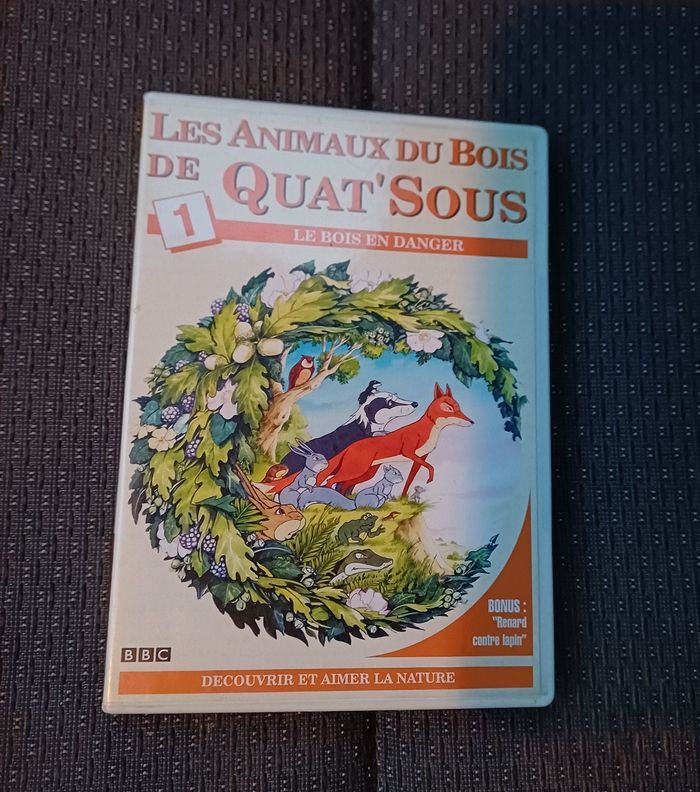 LES ANIMAUX DU BOIS
DE QUAT'SOUS
1
LE BOIS EN DANGER
BONUS :
"Renard
contre lapin"
BBC
DECOUVRIR ET AIMER LA NATURE